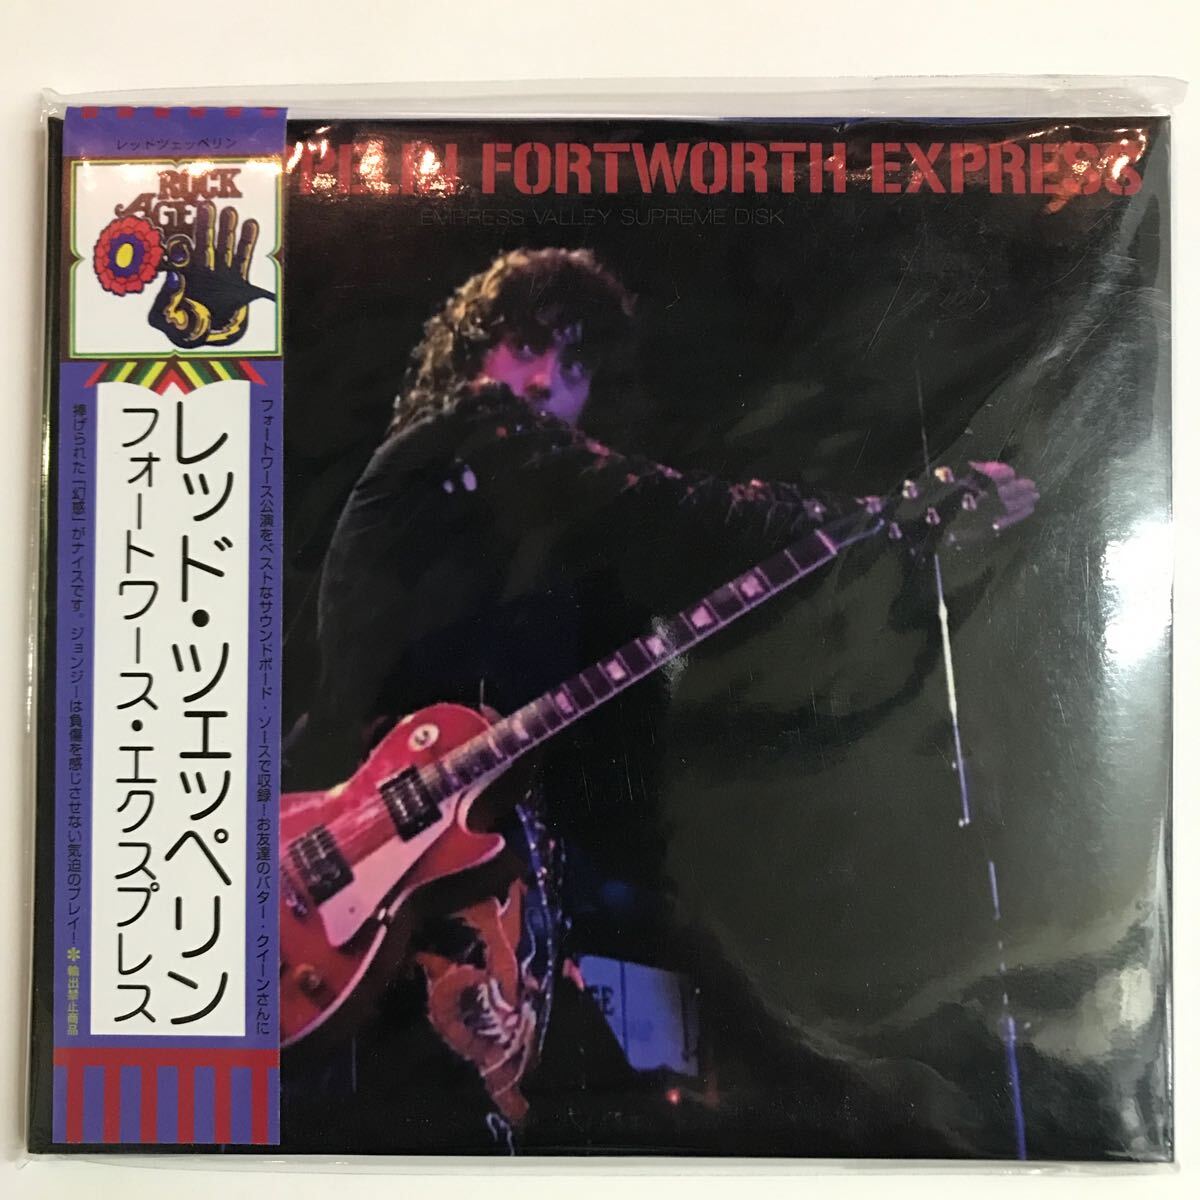 PELIN FORTWORTH EXPRESS
EMPRESS VALLEY SUPREME DISK
レッドツェッペリン
ROCK
AGE
フォートワース公演をベストなサウンドボード・ソースで収録！お友達のバター・クイーンさんに
レッド・ツェッペリン
フォートワース・エクスプレス
捧げられた「幻惑」がナイスです。ジョンジーは負傷を感じさせない気迫のプレイ！✽輸出禁止商品